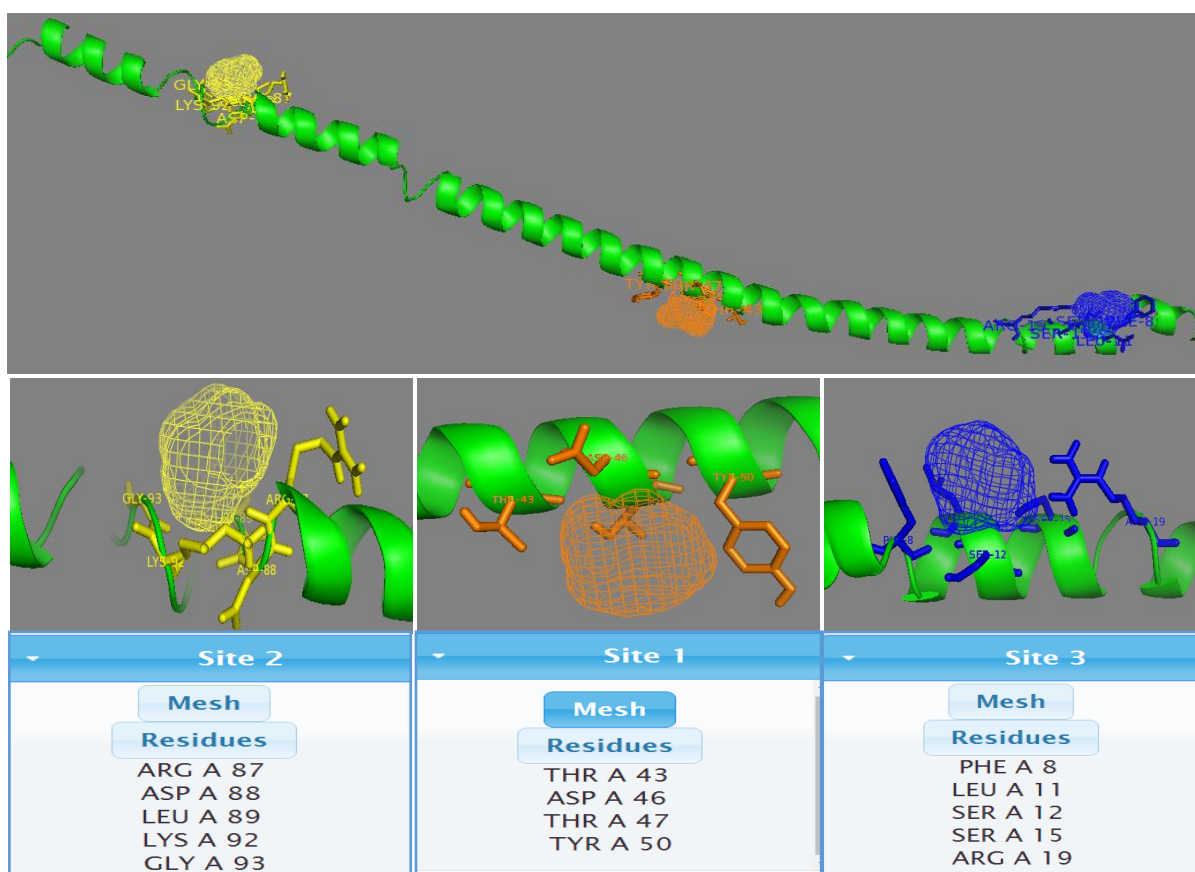 LYS-92
GLY-93
LYS-92
ASP-88
THR-43
ASP-46
TYR-50
SER-12
Site 2
Mesh
Residues
ARG A 87
ASP A 88
LEU A 89
LYS A 92
GLY A 93
Site 1
Mesh
Residues
THR A 43
ASP A 46
THR A 47
TYR A 50
Site 3
Mesh
Residues
PHE A 8
LEU A 11
SER A 12
SER A 15
ARG A 19